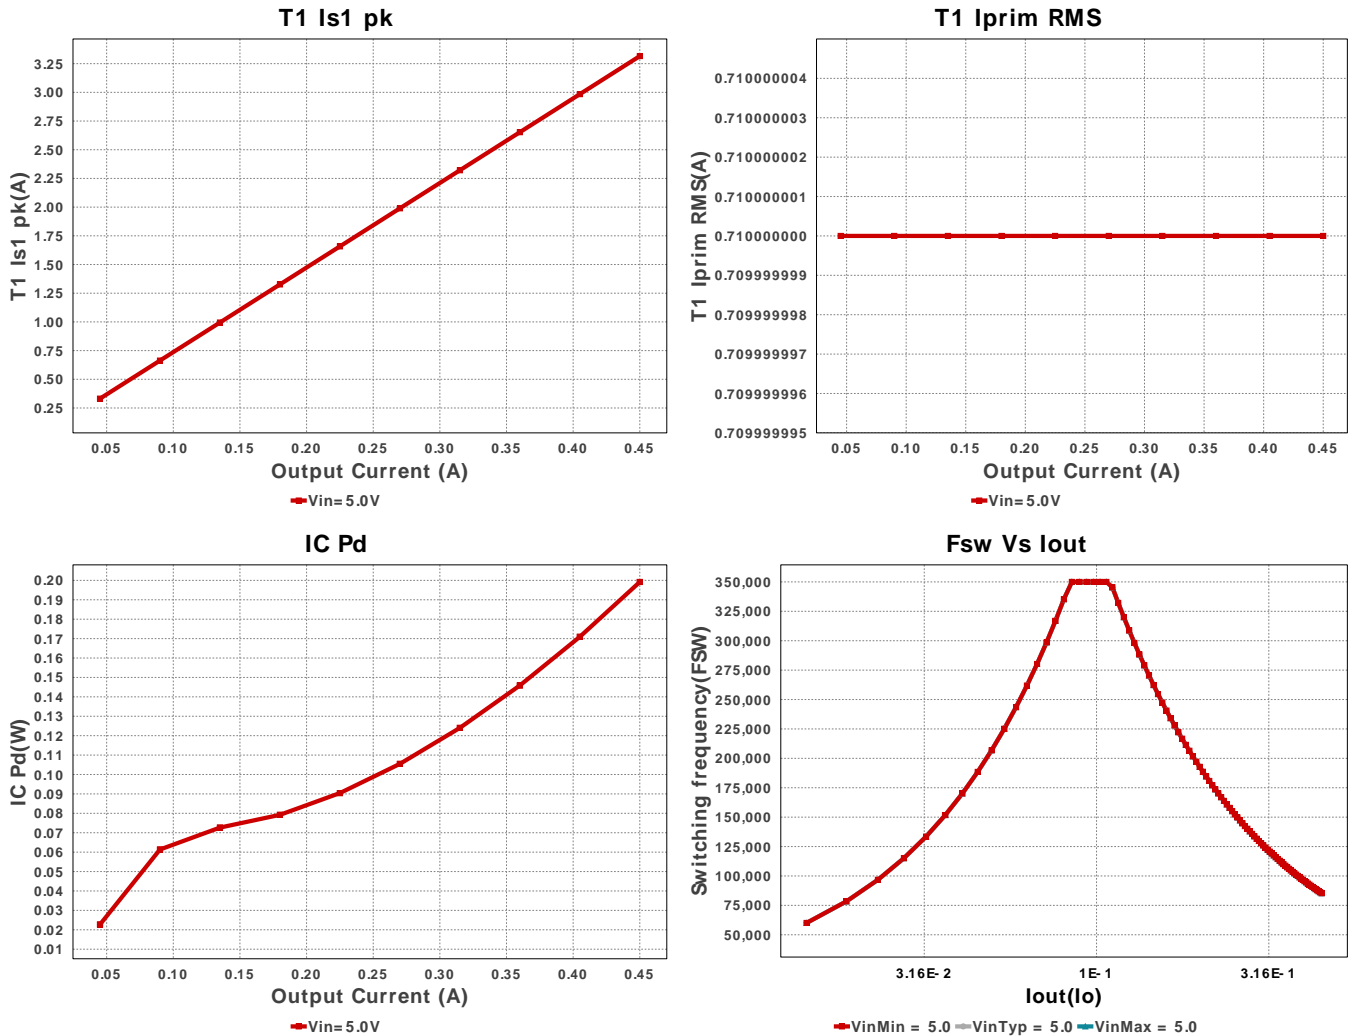 T1 Is1 pk
T1 Is1 pk(A)
3.25
3.00
2.75
2.50
2.25
2.00
1.75
1.50
1.25
1.00
0.75
0.50
0.25
0.05 0.10 0.15 0.20 0.25 0.30 0.35 0.40 0.45
Output Current (A)
Vin=5.0V
T1 Iprim RMS
T1 Iprim RMS(A)
0.710000004
0.710000003
0.710000002
0.710000001
0.710000000
0.709999999
0.709999998
0.709999997
0.709999996
0.709999995
0.05 0.10 0.15 0.20 0.25 0.30 0.35 0.40 0.45
Output Current (A)
Vin=5.0V
IC Pd
IC Pd(W)
0.20
0.19
0.18
0.17
0.16
0.15
0.14
0.13
0.12
0.11
0.10
0.09
0.08
0.07
0.06
0.05
0.04
0.03
0.02
0.01
0.05 0.10 0.15 0.20 0.25 0.30 0.35 0.40 0.45
Output Current (A)
Vin=5.0V
Fsw Vs Iout
Switching frequency(FSW)
350,000
325,000
300,000
275,000
250,000
225,000
200,000
175,000
150,000
125,000
100,000
75,000
50,000
3.16E-2 1E-1 3.16E-1
Iout(Io)
VinMin = 5.0 VinTyp = 5.0 VinMax = 5.0